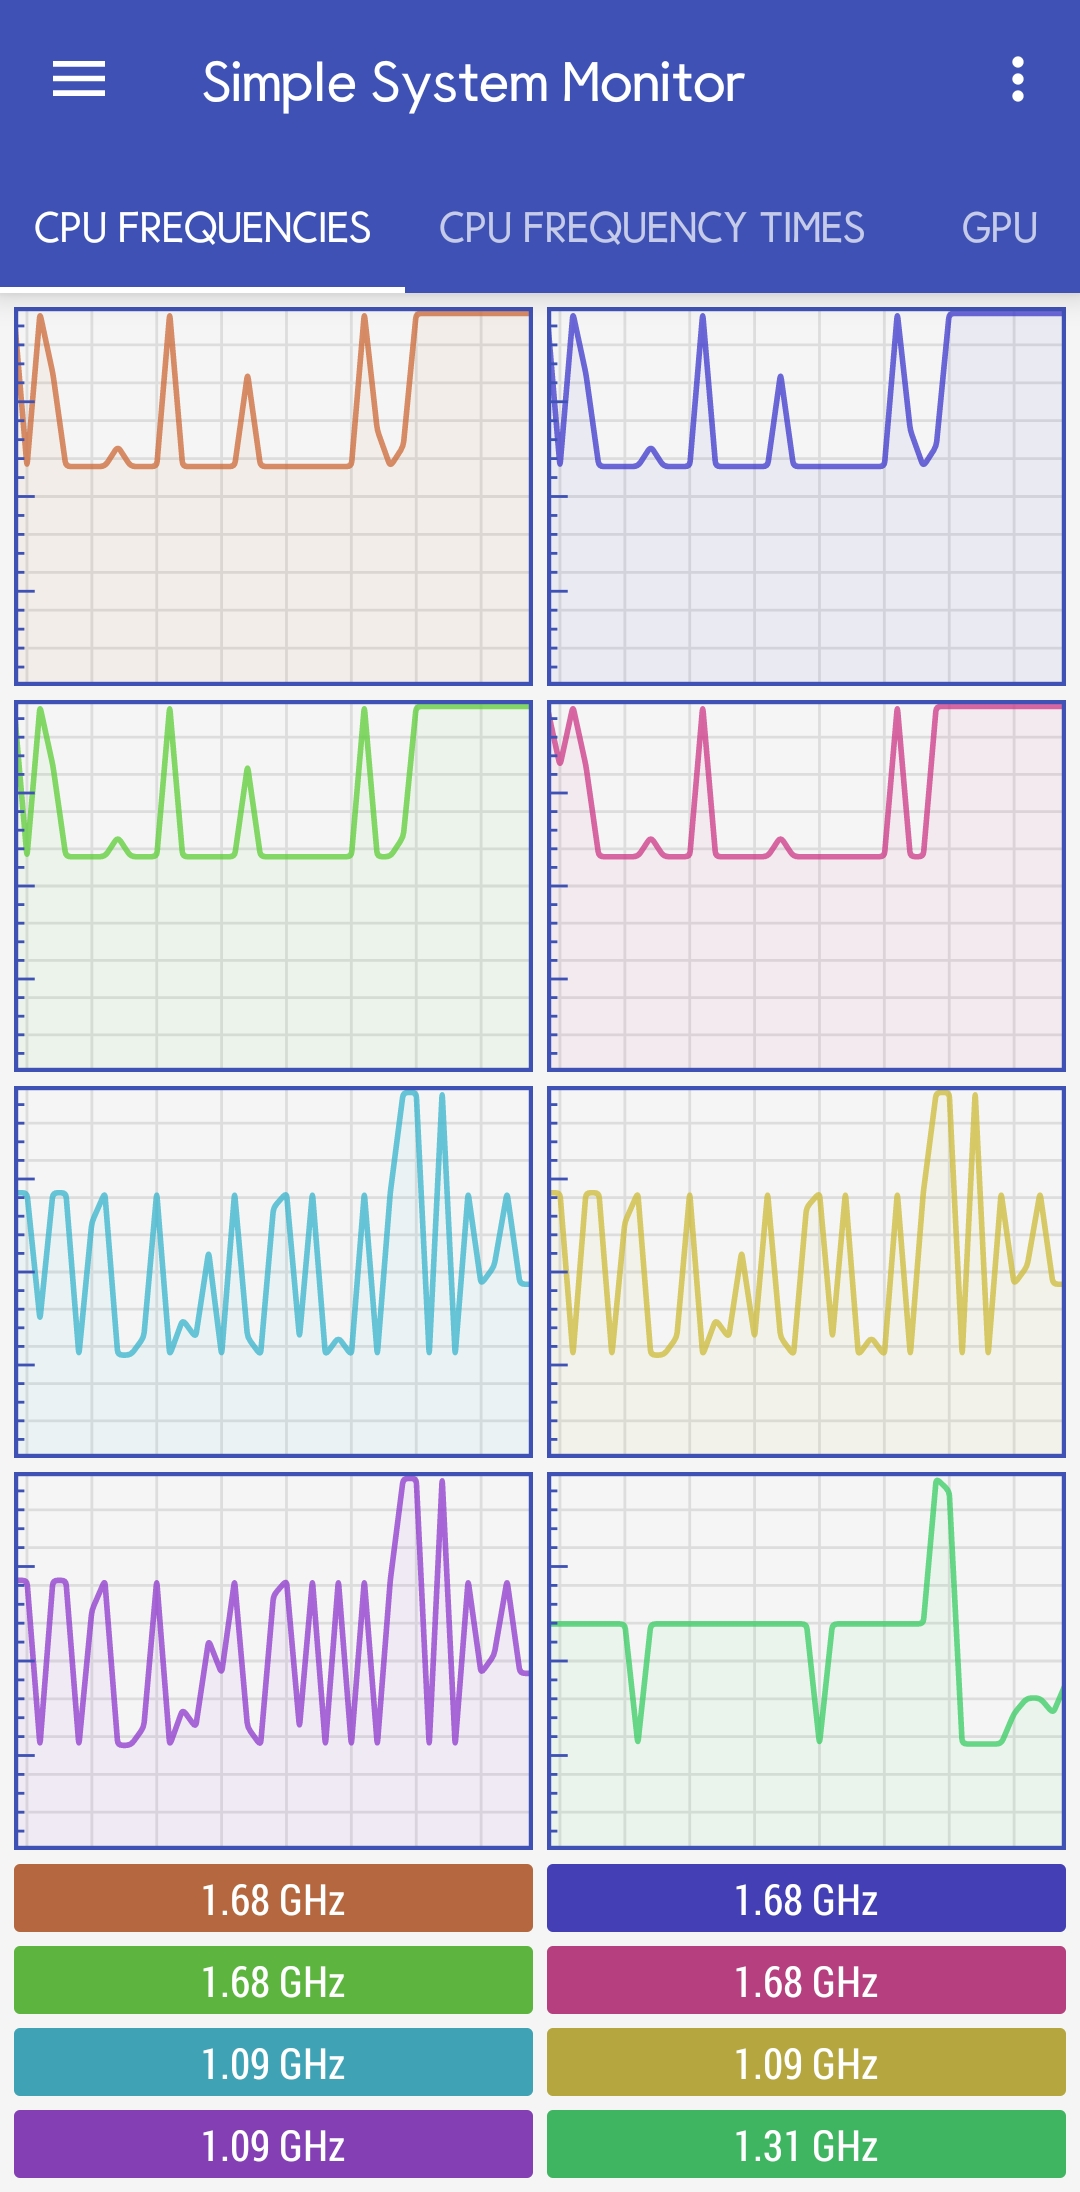 Simple System Monitor
CPU FREQUENCIES CPU FREQUENCY TIMES GPU
1.68 GHz 1.68 GHz
1.68 GHz 1.68 GHz
1.09 GHz 1.09 GHz
1.09 GHz 1.31 GHz